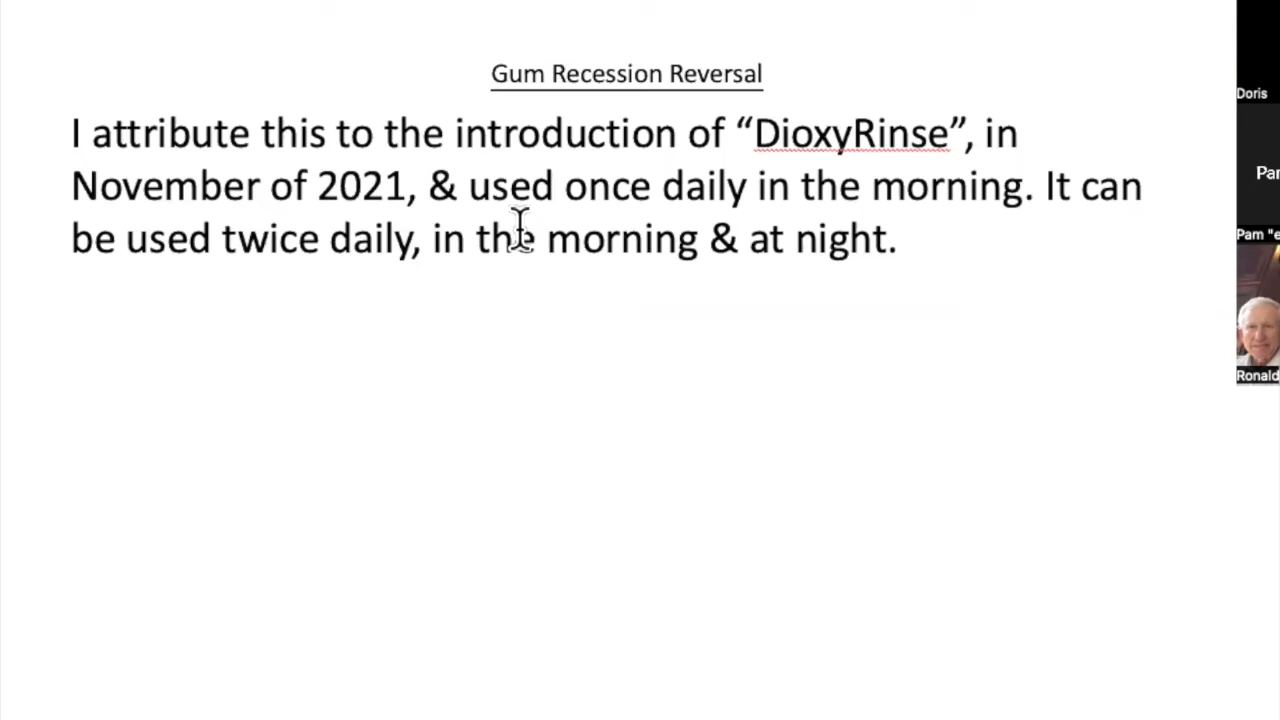 Gum Recession Reversal
I attribute this to the introduction of “DioxyRinse”, in
November of 2021, & used once daily in the morning. It can
be used twice daily, in the morning & at night.
Doris
Par
Pam "e
Ronald